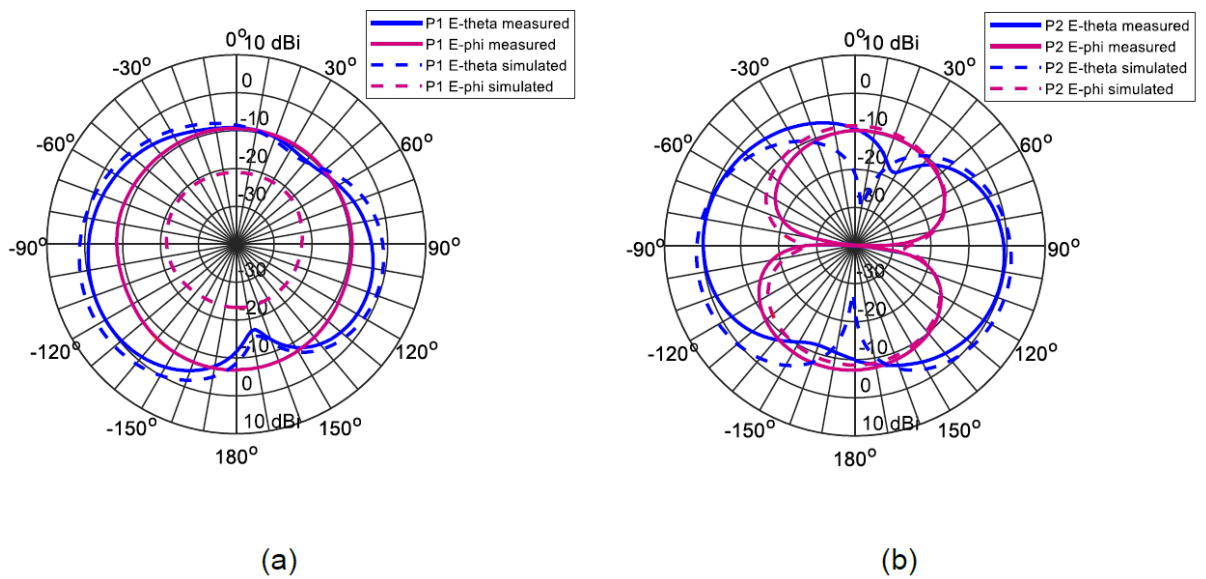 P1 E-theta measured
P1 E-phi measured
P1 E-theta simulated
P1 E-phi simulated
0° 10 dBi
-30° 30°
0
-10
-60° 60°
-20
-30
-90° 90°
-30
-20
-120° 120°
-10
0
-150° 10 dBi 150°
180°
(a)
P2 E-theta measured
P2 E-phi measured
P2 E-theta simulated
P2 E-phi simulated
0° 10 dBi
-30° 30°
0
-10
-60° 60°
-20
-30
-90° 90°
-30
-20
-120° 120°
-10
0
-150° 10 dBi 150°
180°
(b)